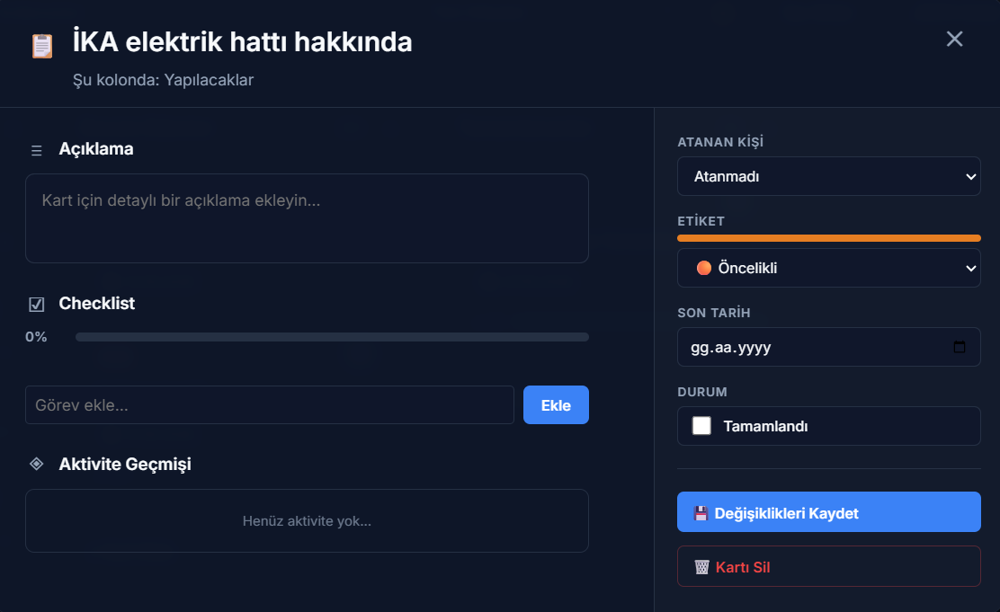 İKA elektrik hattı hakkında
Şu kolonda: Yapılacaklar
Açıklama
Kart için detaylı bir açıklama ekleyin...
Checklist
0%
Görev ekle...
Ekle
Aktivite Geçmişi
Henüz aktivite yok...
ATANAN KİŞİ
Atanmadı
ETİKET
Öncelikli
SON TARİH
gg.aa.yyyy
DURUM
Tamamlandı
Değişiklikleri Kaydet
Kartı Sil